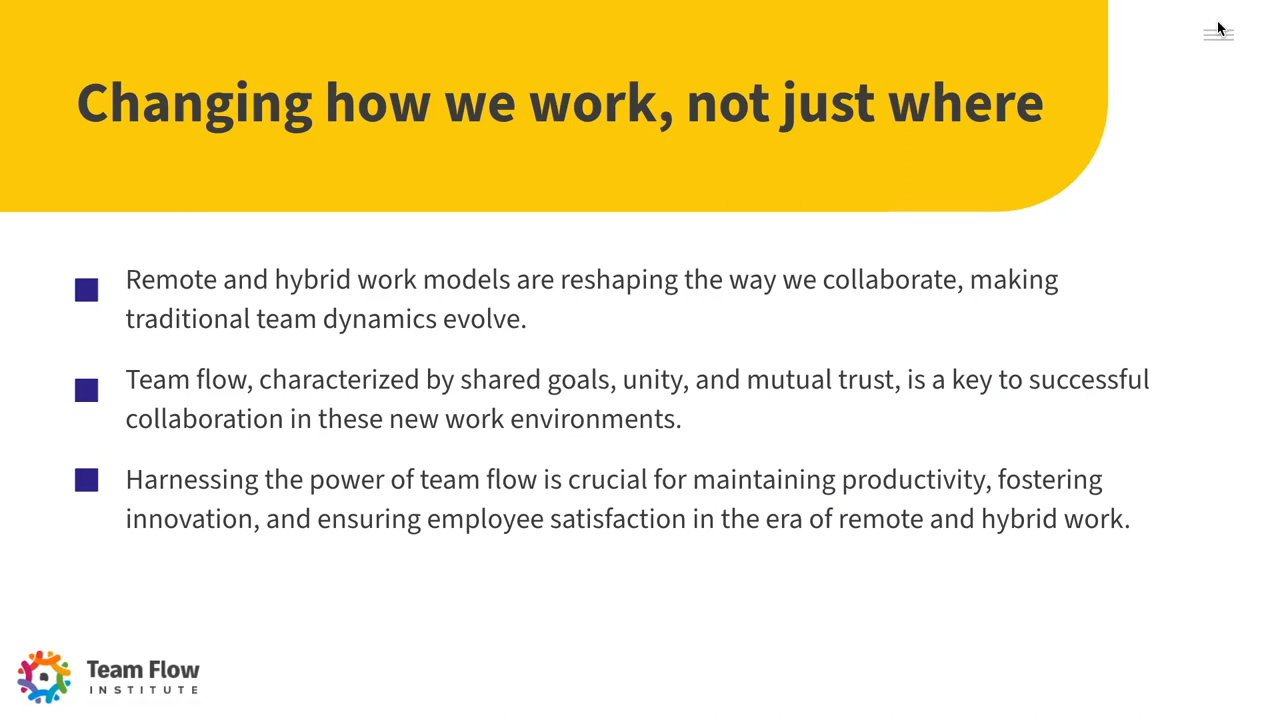 Changing how we work, not just where
Remote and hybrid work models are reshaping the way we collaborate, making
traditional team dynamics evolve.
Team flow, characterized by shared goals, unity, and mutual trust, is a key to successful
collaboration in these new work environments.
Harnessing the power of team flow is crucial for maintaining productivity, fostering
innovation, and ensuring employee satisfaction in the era of remote and hybrid work.
Team Flow
INSTITUTE